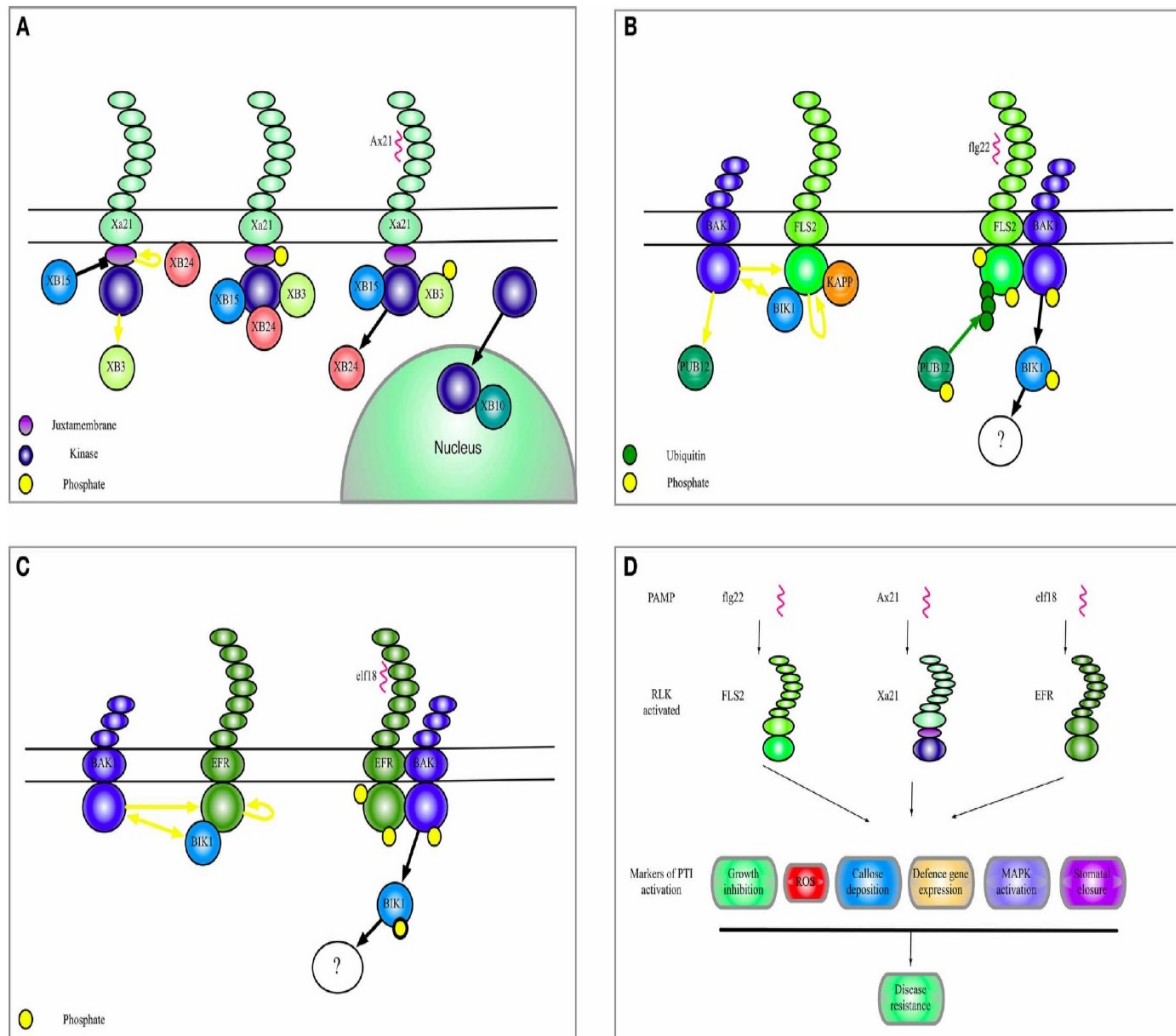 A
Ax21
Xa21
Xa21
Xa21
XB15
XB24
XB15
XB3
XB24
XB15
XB3
XB3
XB24
XB10
Nucleus
Juxtamembrane
Kinase
Phosphate
B
flg22
BAK1
FLS2
FLS2
BAK1
KAPP
BIK1
PUB12
PUB12
BIK1
?
Ubiquitin
Phosphate
C
elf18
BAK1
EFR
EFR
BAK1
BIK1
BIK1
?
Phosphate
D
PAMP
flg22
Ax21
elf18
RLK
activated
FLS2
Xa21
EFR
Markers of PTI
activation
Growth
inhibition
ROS
Callose
deposition
Defence gene
expression
MAPK
activation
Stomatal
closure
Disease
resistance